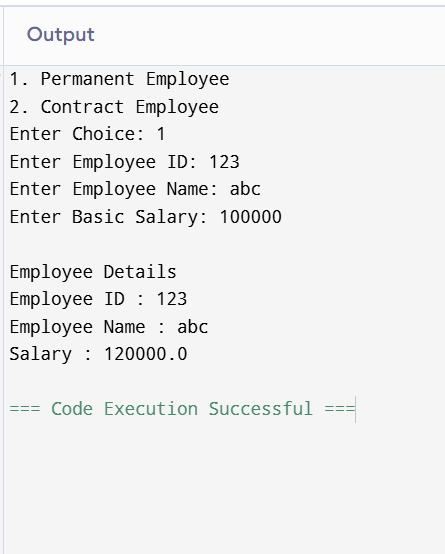 Output
1. Permanent Employee
2. Contract Employee
Enter Choice: 1
Enter Employee ID: 123
Enter Employee Name: abc
Enter Basic Salary: 100000

Employee Details
Employee ID : 123
Employee Name : abc
Salary : 120000.0

=== Code Execution Successful ===